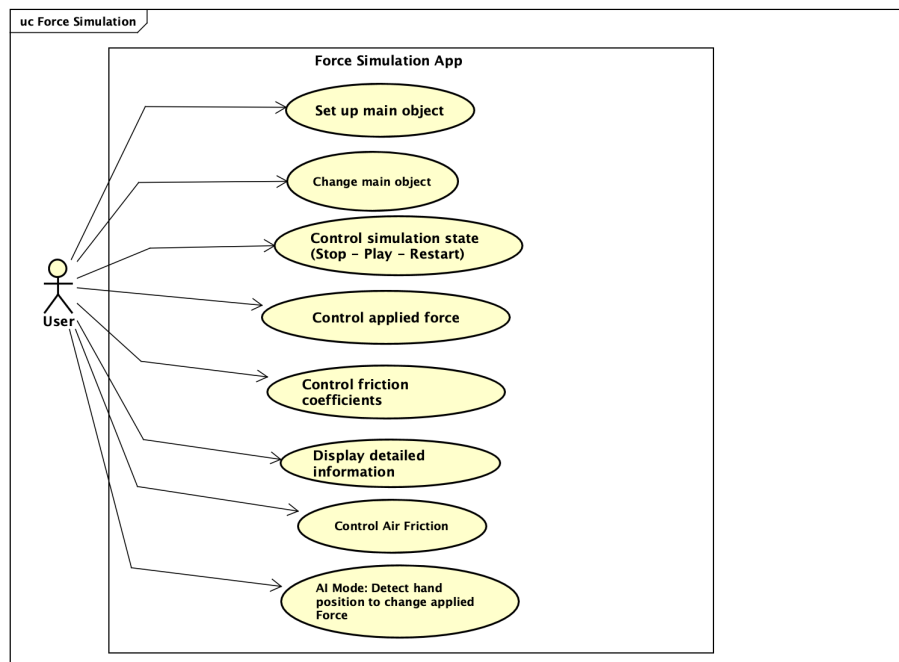 uc Force Simulation
Force Simulation App
Set up main object
Change main object
Control simulation state
(Stop – Play – Restart)
Control applied force
User
Control friction
coefficients
Display detailed
information
Control Air Friction
AI Mode: Detect hand
position to change applied
Force